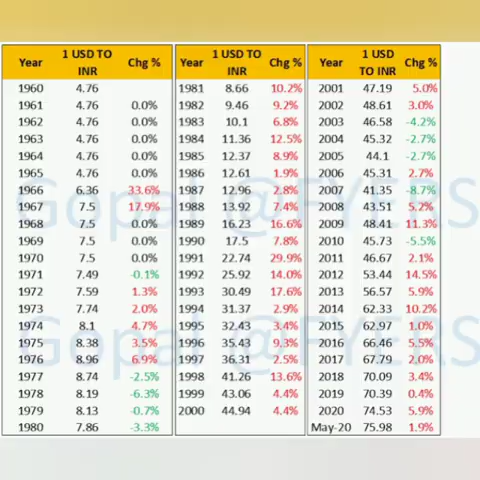 Year 1 USD TO INR Chg %
1960 4.76
1961 4.76 0.0%
1962 4.76 0.0%
1963 4.76 0.0%
1964 4.76 0.0%
1965 4.76 0.0%
1966 6.36 33.6%
1967 7.5 17.9%
1968 7.5 0.0%
1969 7.5 0.0%
1970 7.5 0.0%
1971 7.49 -0.1%
1972 7.59 1.3%
1973 7.74 2.0%
1974 8.1 4.7%
1975 8.38 3.5%
1976 8.96 6.9%
1977 8.74 -2.5%
1978 8.19 -6.3%
1979 8.13 -0.7%
1980 7.86 -3.3%
Year 1 USD TO INR Chg %
1981 8.66 10.2%
1982 9.46 9.2%
1983 10.1 6.8%
1984 11.36 12.5%
1985 12.37 8.9%
1986 12.61 1.9%
1987 12.96 2.8%
1988 13.92 7.4%
1989 16.23 16.6%
1990 17.5 7.8%
1991 22.74 29.9%
1992 25.92 14.0%
1993 30.49 17.6%
1994 31.37 2.9%
1995 32.43 3.4%
1996 35.43 9.3%
1997 36.31 2.5%
1998 41.26 13.6%
1999 43.06 4.4%
2000 44.94 4.4%
Year 1 USD TO INR Chg %
2001 47.19 5.0%
2002 48.61 3.0%
2003 46.58 -4.2%
2004 45.32 -2.7%
2005 44.1 -2.7%
2006 45.31 2.7%
2007 41.35 -8.7%
2008 43.51 5.2%
2009 48.41 11.3%
2010 45.73 -5.5%
2011 46.67 2.1%
2012 53.44 14.5%
2013 56.57 5.9%
2014 62.33 10.2%
2015 62.97 1.0%
2016 66.46 5.5%
2017 67.79 2.0%
2018 70.09 3.4%
2019 70.39 0.4%
2020 74.53 5.9%
May-20 75.98 1.9%
Gopal @FYERS
Gopal @FYERS